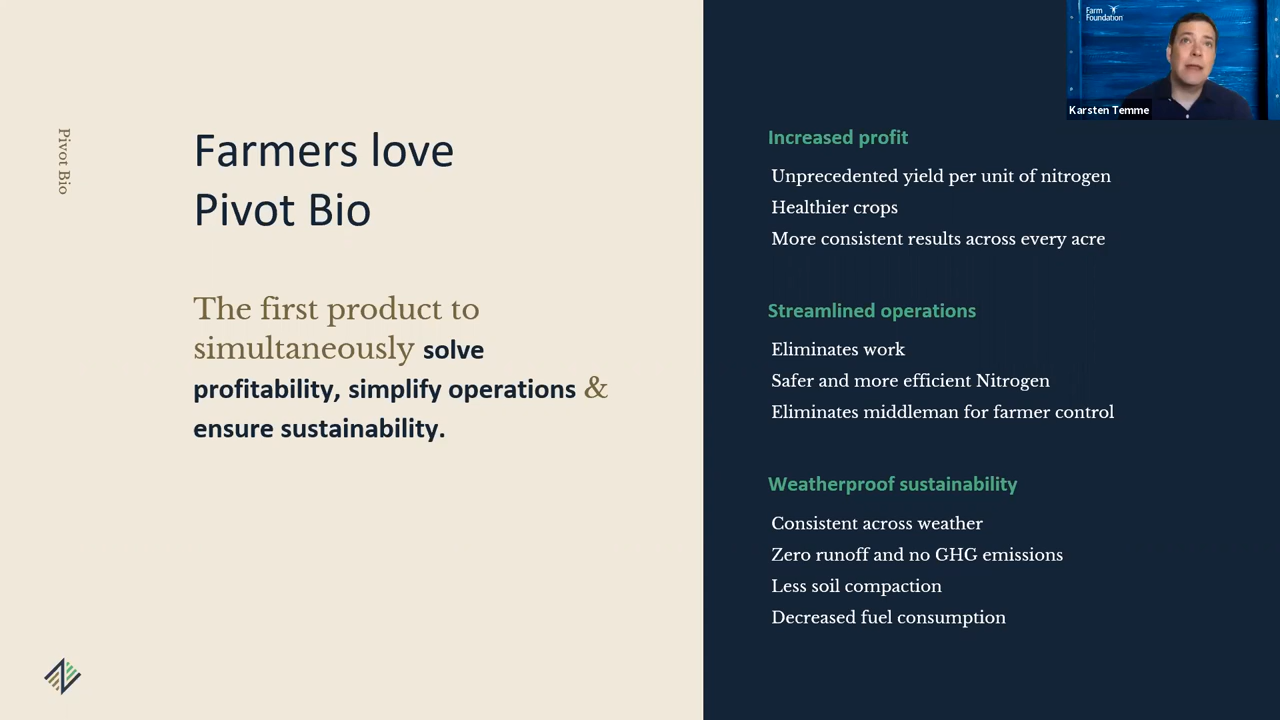 Pivot Bio
Farmers love
Pivot Bio
The first product to
simultaneously solve
profitability, simplify operations &
ensure sustainability.
Farm
Foundation
Karsten Temme
Increased profit
Unprecedented yield per unit of nitrogen
Healthier crops
More consistent results across every acre
Streamlined operations
Eliminates work
Safer and more efficient Nitrogen
Eliminates middleman for farmer control
Weatherproof sustainability
Consistent across weather
Zero runoff and no GHG emissions
Less soil compaction
Decreased fuel consumption